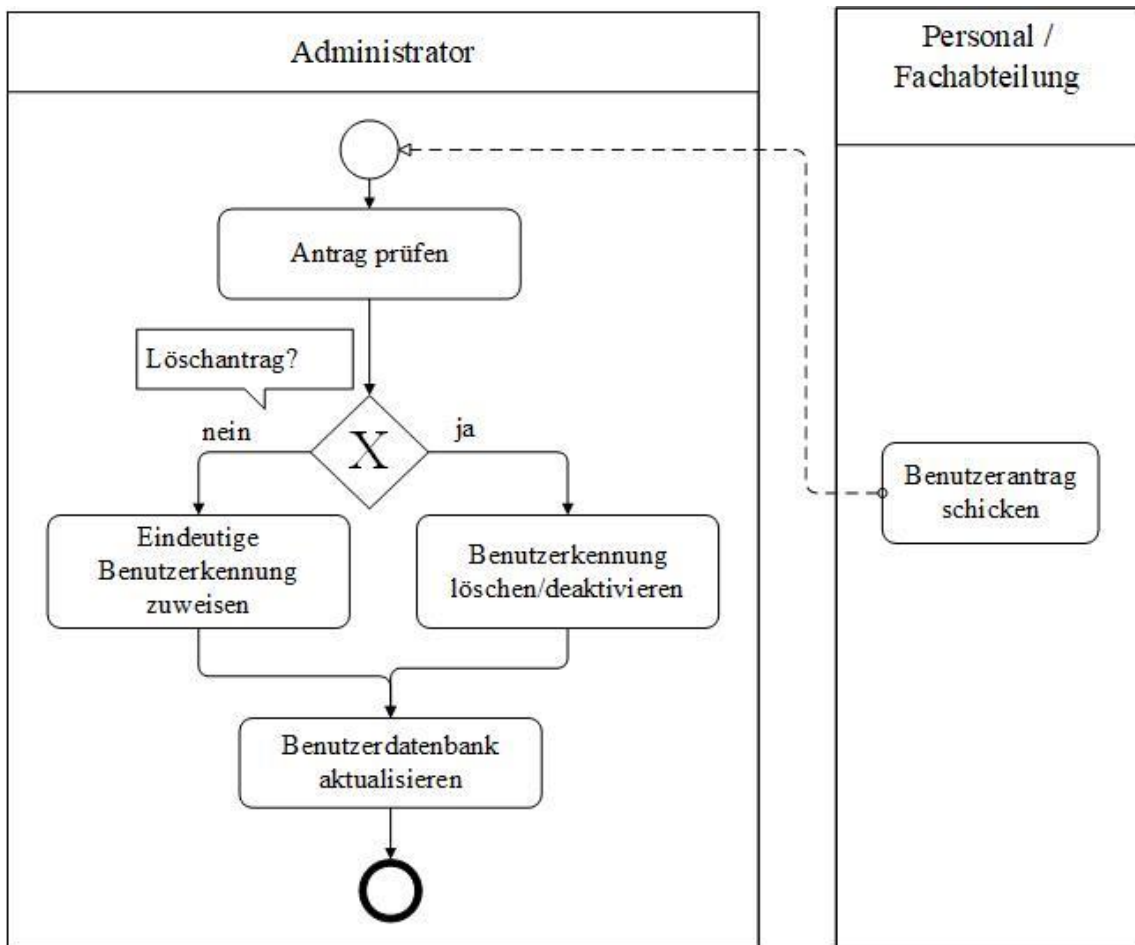 Administrator
Personal /
Fachabteilung
Antrag prüfen
Löschantrag?
nein
ja
X
Eindeutige
Benutzerkennung
zuweisen
Benutzerkennung
löschen/deaktivieren
Benutzerantrag
schicken
Benutzerdatenbank
aktualisieren